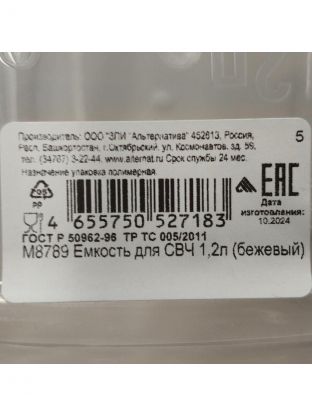 Производитель: ООО "ЗПИ "Альтернатива" 452613, Россия,
Респ. Башкортостан, г.Октябрьский, ул. Космонавтов, зд. 59,
тел. (34767) 3-22-44, www.alternat.ru Срок службы 24 мес.
Назначение упаковка полимерная
5
05
PP
EAC
Дата
изготовления:
10.2024
4 655750 527183
ГОСТ Р 50962-96 ТР ТС 005/2011
М8789 Емкость для СВЧ 1,2л (бежевый)